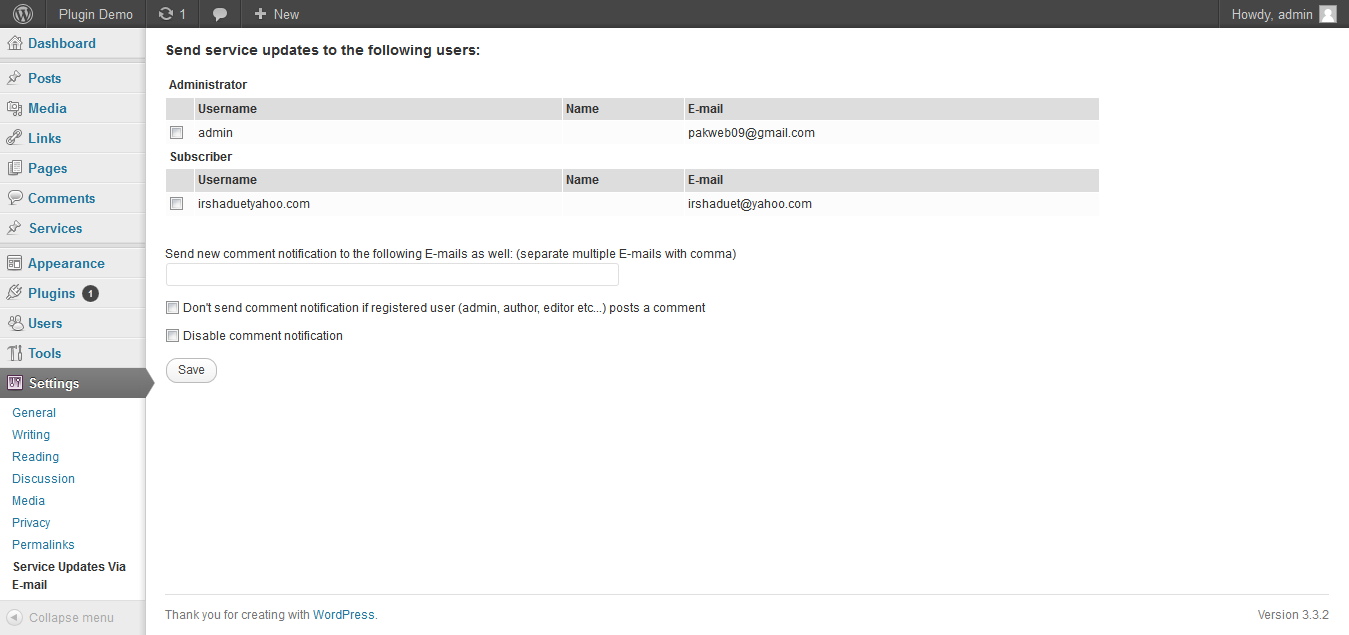 Plugin Demo 1 New Howdy, admin
Dashboard
Posts
Media
Links
Pages
Comments
Services
Appearance
Plugins 1
Users
Tools
Settings
General
Writing
Reading
Discussion
Media
Privacy
Permalinks
Service Updates Via
E-mail
Collapse menu
Send service updates to the following users:
Administrator
Username Name E-mail
admin pakweb09@gmail.com
Subscriber
Username Name E-mail
irshaduetyahoo.com irshaduet@yahoo.com
Send new comment notification to the following E-mails as well: (separate multiple E-mails with comma)
Don't send comment notification if registered user (admin, author, editor etc...) posts a comment
Disable comment notification
Save
Thank you for creating with WordPress. Version 3.3.2